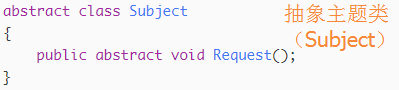 abstract class Subject
抽象主题类
（Subject）
{
    public abstract void Request();
}